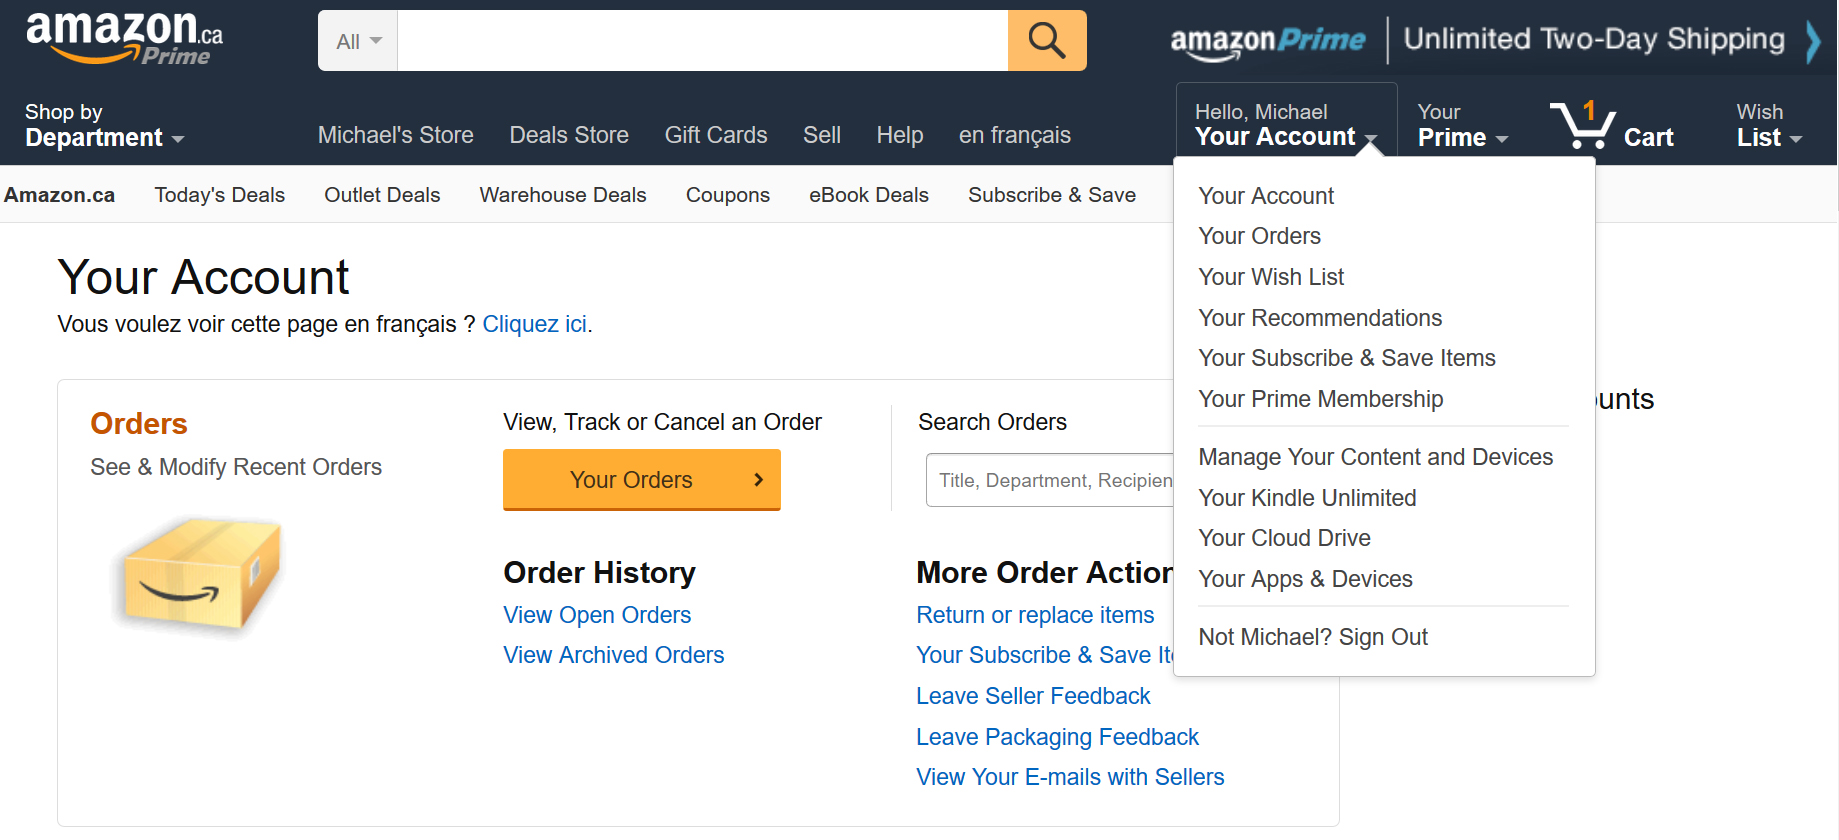 amazon.ca
Prime
All
amazonPrime
Unlimited Two-Day Shipping
Shop by
Department
Michael's Store
Deals Store
Gift Cards
Sell
Help
en français
Hello, Michael
Your Account
Your
Prime
1
Cart
Wish
List
Amazon.ca
Today's Deals
Outlet Deals
Warehouse Deals
Coupons
eBook Deals
Subscribe & Save
Your Account
Your Orders
Your Wish List
Your Recommendations
Your Subscribe & Save Items
Your Prime Membership
Manage Your Content and Devices
Your Kindle Unlimited
Your Cloud Drive
Your Apps & Devices
Not Michael? Sign Out
Your Account
Vous voulez voir cette page en français ? Cliquez ici.
Orders
See & Modify Recent Orders
View, Track or Cancel an Order
Your Orders
Search Orders
Title, Department, Recipien
Order History
View Open Orders
View Archived Orders
More Order Action
Return or replace items
Your Subscribe & Save Ite
Leave Seller Feedback
Leave Packaging Feedback
View Your E-mails with Sellers
unts